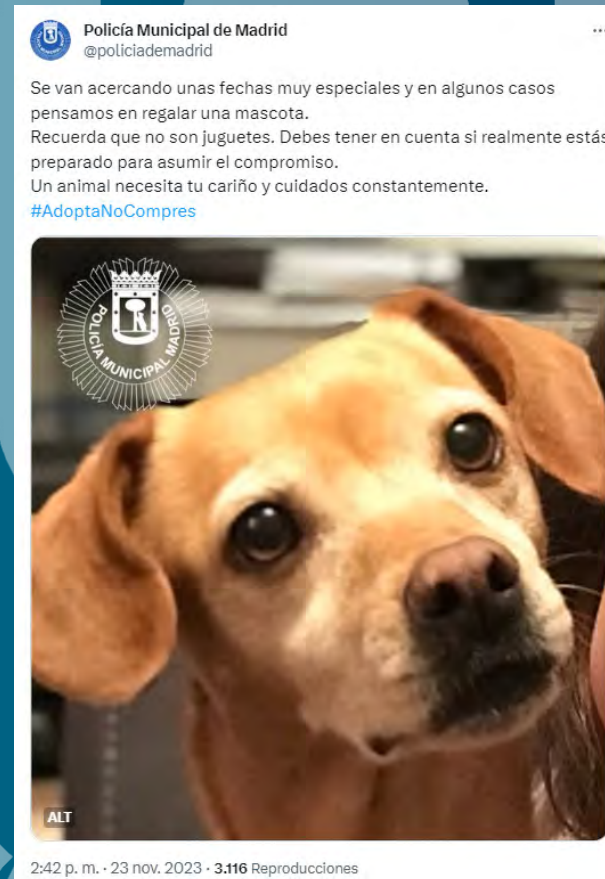 Policía Municipal de Madrid
@policiademadrid
Se van acercando unas fechas muy especiales y en algunos casos
pensamos en regalar una mascota.
Recuerda que no son juguetes. Debes tener en cuenta si realmente estás
preparado para asumir el compromiso.
Un animal necesita tu cariño y cuidados constantemente.
#AdoptaNoCompres
POLICÍA MUNICIPAL MADRID
ALT
2:42 p. m. · 23 nov. 2023 · 3.116 Reproducciones